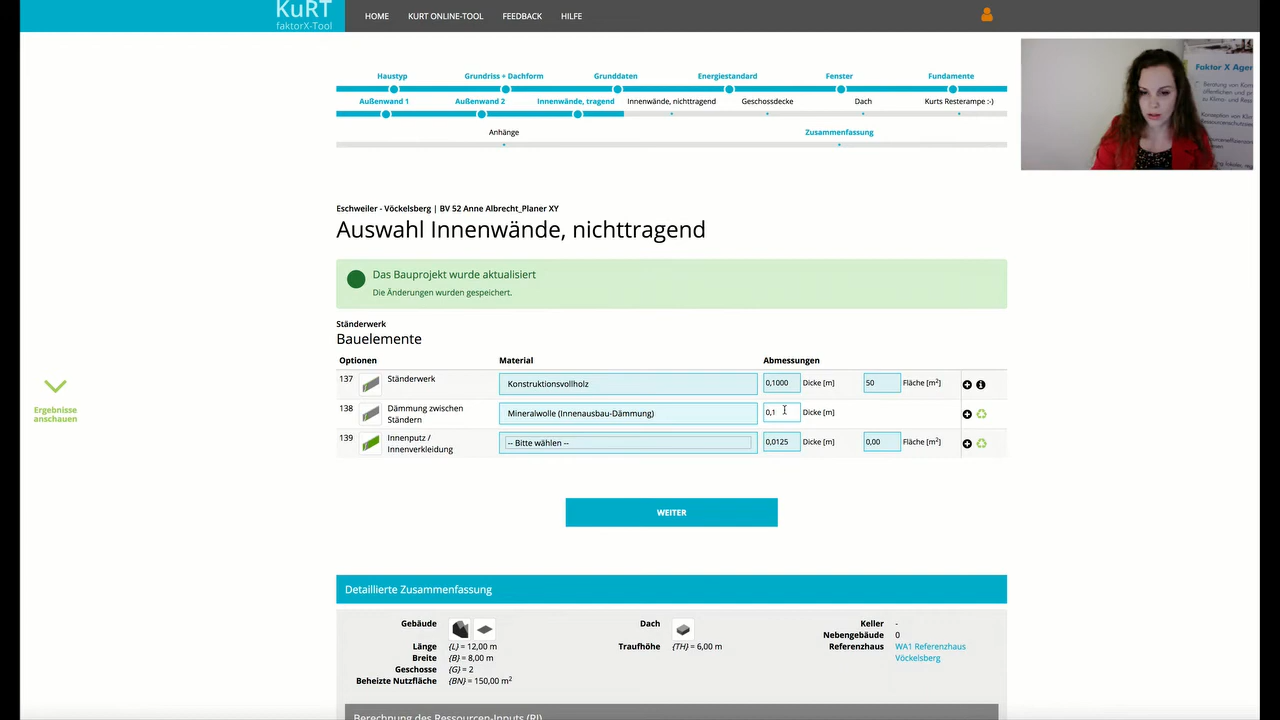 KuRT
faktorX-Tool
HOME KURT ONLINE-TOOL FEEDBACK HILFE
Haustyp Grundriss + Dachform Grunddaten Energiestandard Fenster Fundamente
Außenwand 1 Außenwand 2 Innenwände, tragend Innenwände, nichttragend Geschossdecke Dach Kurts Resterampe :-)
Anhänge Zusammenfassung
Faktor X Agen
Eschweiler - Vöckelsberg | BV 52 Anne Albrecht_Planer XY
Auswahl Innenwände, nichttragend
Das Bauprojekt wurde aktualisiert
Die Änderungen wurden gespeichert.
Ständerwerk
Bauelemente
Optionen Material Abmessungen
137 Ständerwerk Konstruktionsvollholz 0,1000 Dicke [m] 50 Fläche [m²]
138 Dämmung zwischen Ständern Mineralwolle (Innenausbau-Dämmung) 0,1 Dicke [m]
139 Innenputz / Innenverkleidung -- Bitte wählen -- 0,0125 Dicke [m] 0,00 Fläche [m²]
Ergebnisse
anschauen
WEITER
Detaillierte Zusammenfassung
Gebäude Dach Keller -
Nebengebäude 0
Länge {L} = 12,00 m Traufhöhe {TH} = 6,00 m Referenzhaus WA1 Referenzhaus
Breite {B} = 8,00 m Vöckelsberg
Geschosse {G} = 2
Beheizte Nutzfläche {BN} = 150,00 m²
Berechnung des Ressourcen-Inputs (RI)